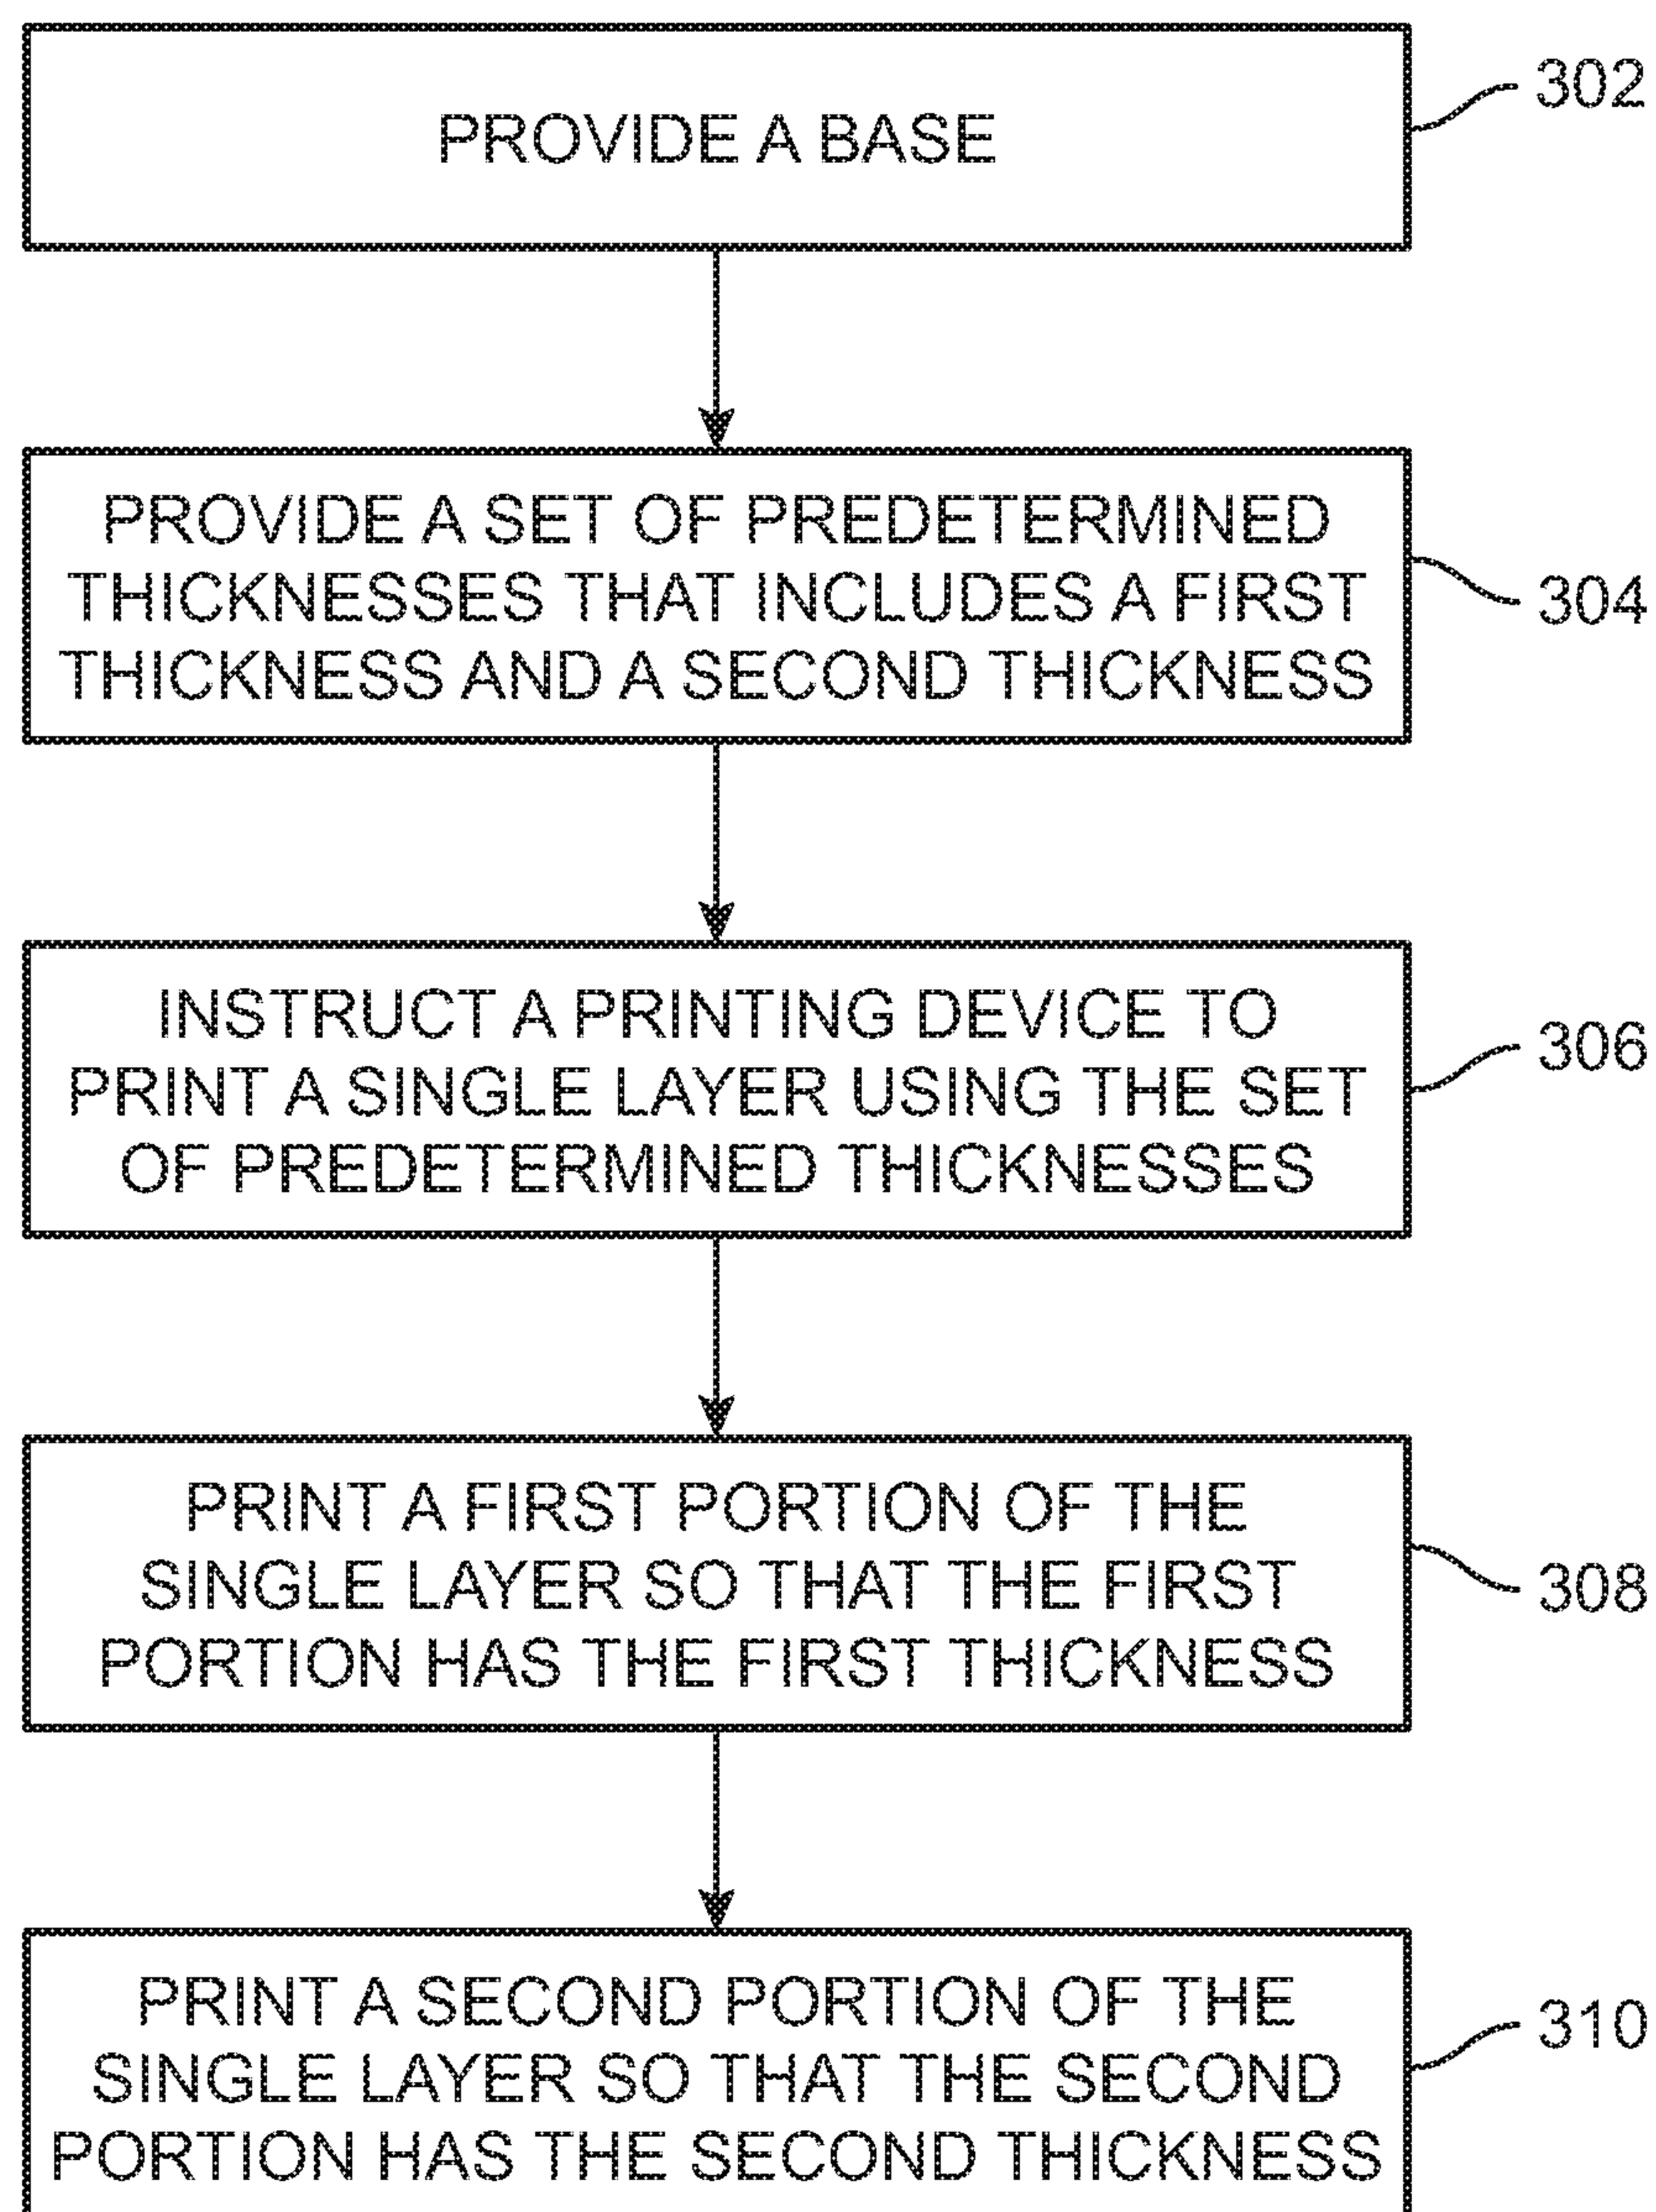 PROVIDE A BASE
302
PROVIDE A SET OF PREDETERMINED
THICKNESSES THAT INCLUDES A FIRST
THICKNESS AND A SECOND THICKNESS
304
INSTRUCT A PRINTING DEVICE TO
PRINT A SINGLE LAYER USING THE SET
OF PREDETERMINED THICKNESSES
306
PRINT A FIRST PORTION OF THE
SINGLE LAYER SO THAT THE FIRST
PORTION HAS THE FIRST THICKNESS
308
PRINT A SECOND PORTION OF THE
SINGLE LAYER SO THAT THE SECOND
PORTION HAS THE SECOND THICKNESS
310